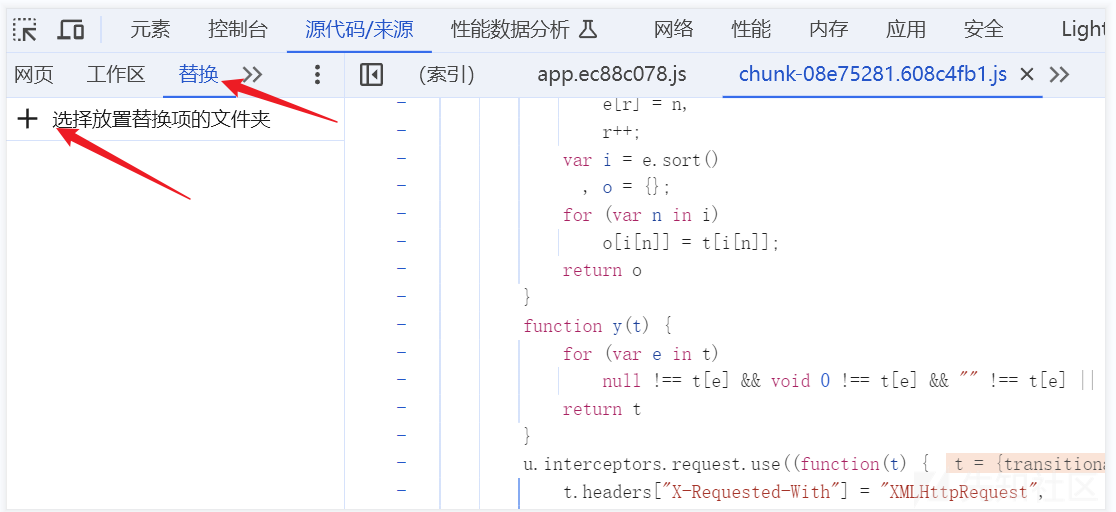 元素 控制台 源代码/来源 性能数据分析 网络 性能 内存 应用 安全 Light
网页 工作区 替换 (索引) app.ec88c078.js chunk-08e75281.608c4fb1.js ×
+ 选择放置替换项的文件夹
e[r] = n,
r++;
var i = e.sort()
, o = {};
for (var n in i)
o[i[n]] = t[i[n]];
return o
}
function y(t) {
for (var e in t)
null !== t[e] && void 0 !== t[e] && "" !== t[e] ||
return t
}
u.interceptors.request.use((function(t) { t = {transitiona
t.headers["X-Requested-With"] = "XMLHttpRequest",